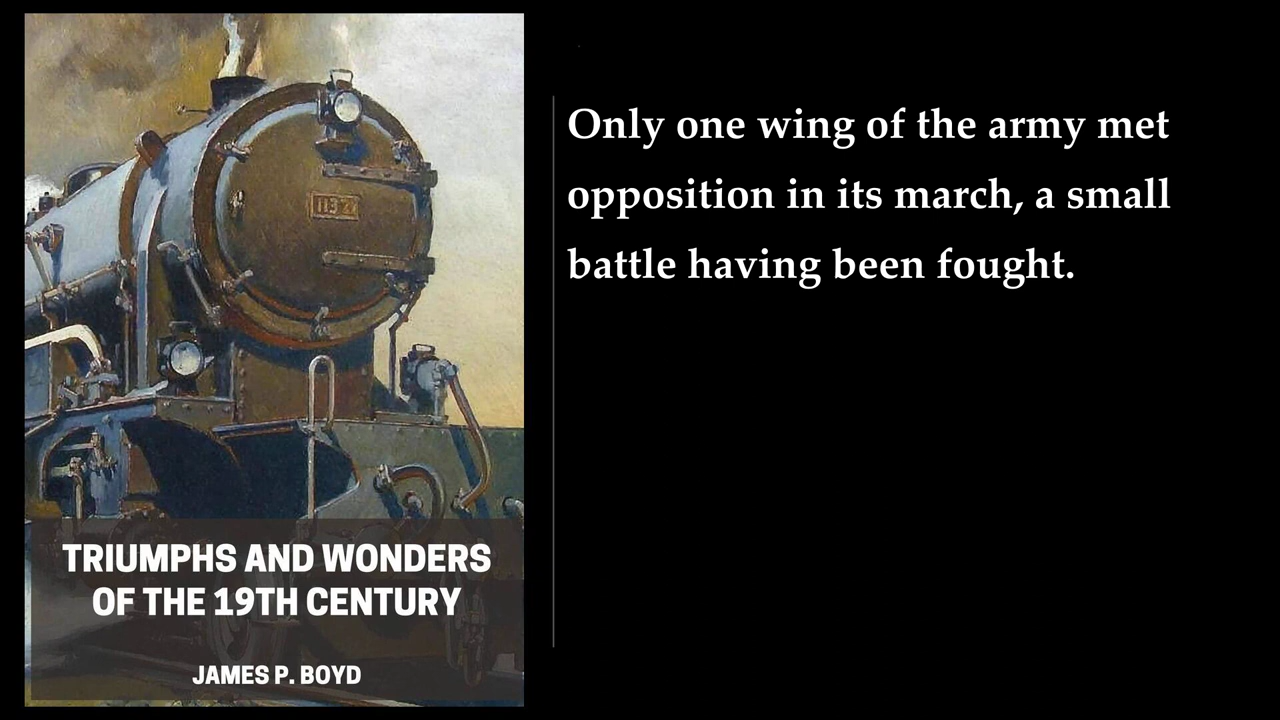 Only one wing of the army met
opposition in its march, a small
battle having been fought.
TRIUMPHS AND WONDERS
OF THE 19TH CENTURY
JAMES P. BOYD